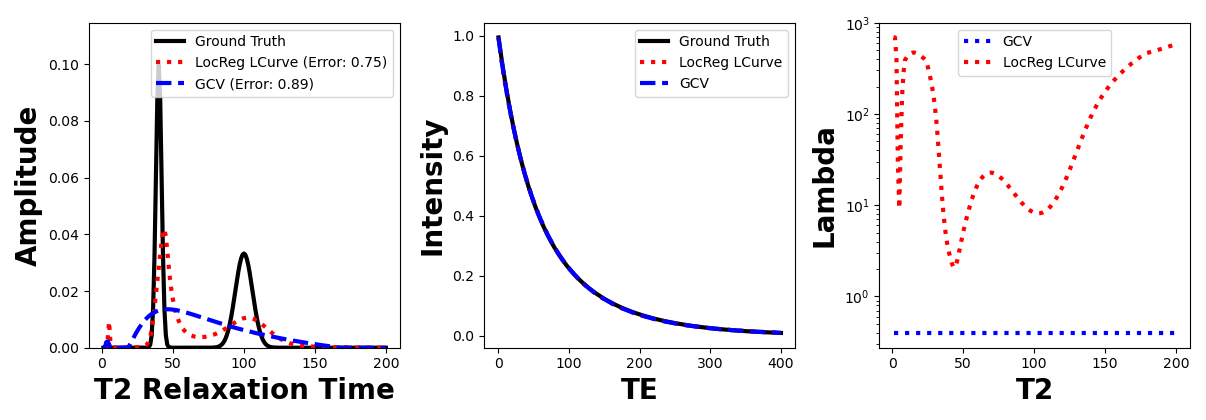 Amplitude
0.10
0.08
0.06
0.04
0.02
0.00
Ground Truth
LocReg LCurve (Error: 0.75)
GCV (Error: 0.89)
0 50 100 150 200
T2 Relaxation Time
Intensity
1.0
0.8
0.6
0.4
0.2
0.0
Ground Truth
LocReg LCurve
GCV
0 100 200 300 400
TE
Lambda
10³
10²
10¹
10⁰
GCV
LocReg LCurve
0 50 100 150 200
T2